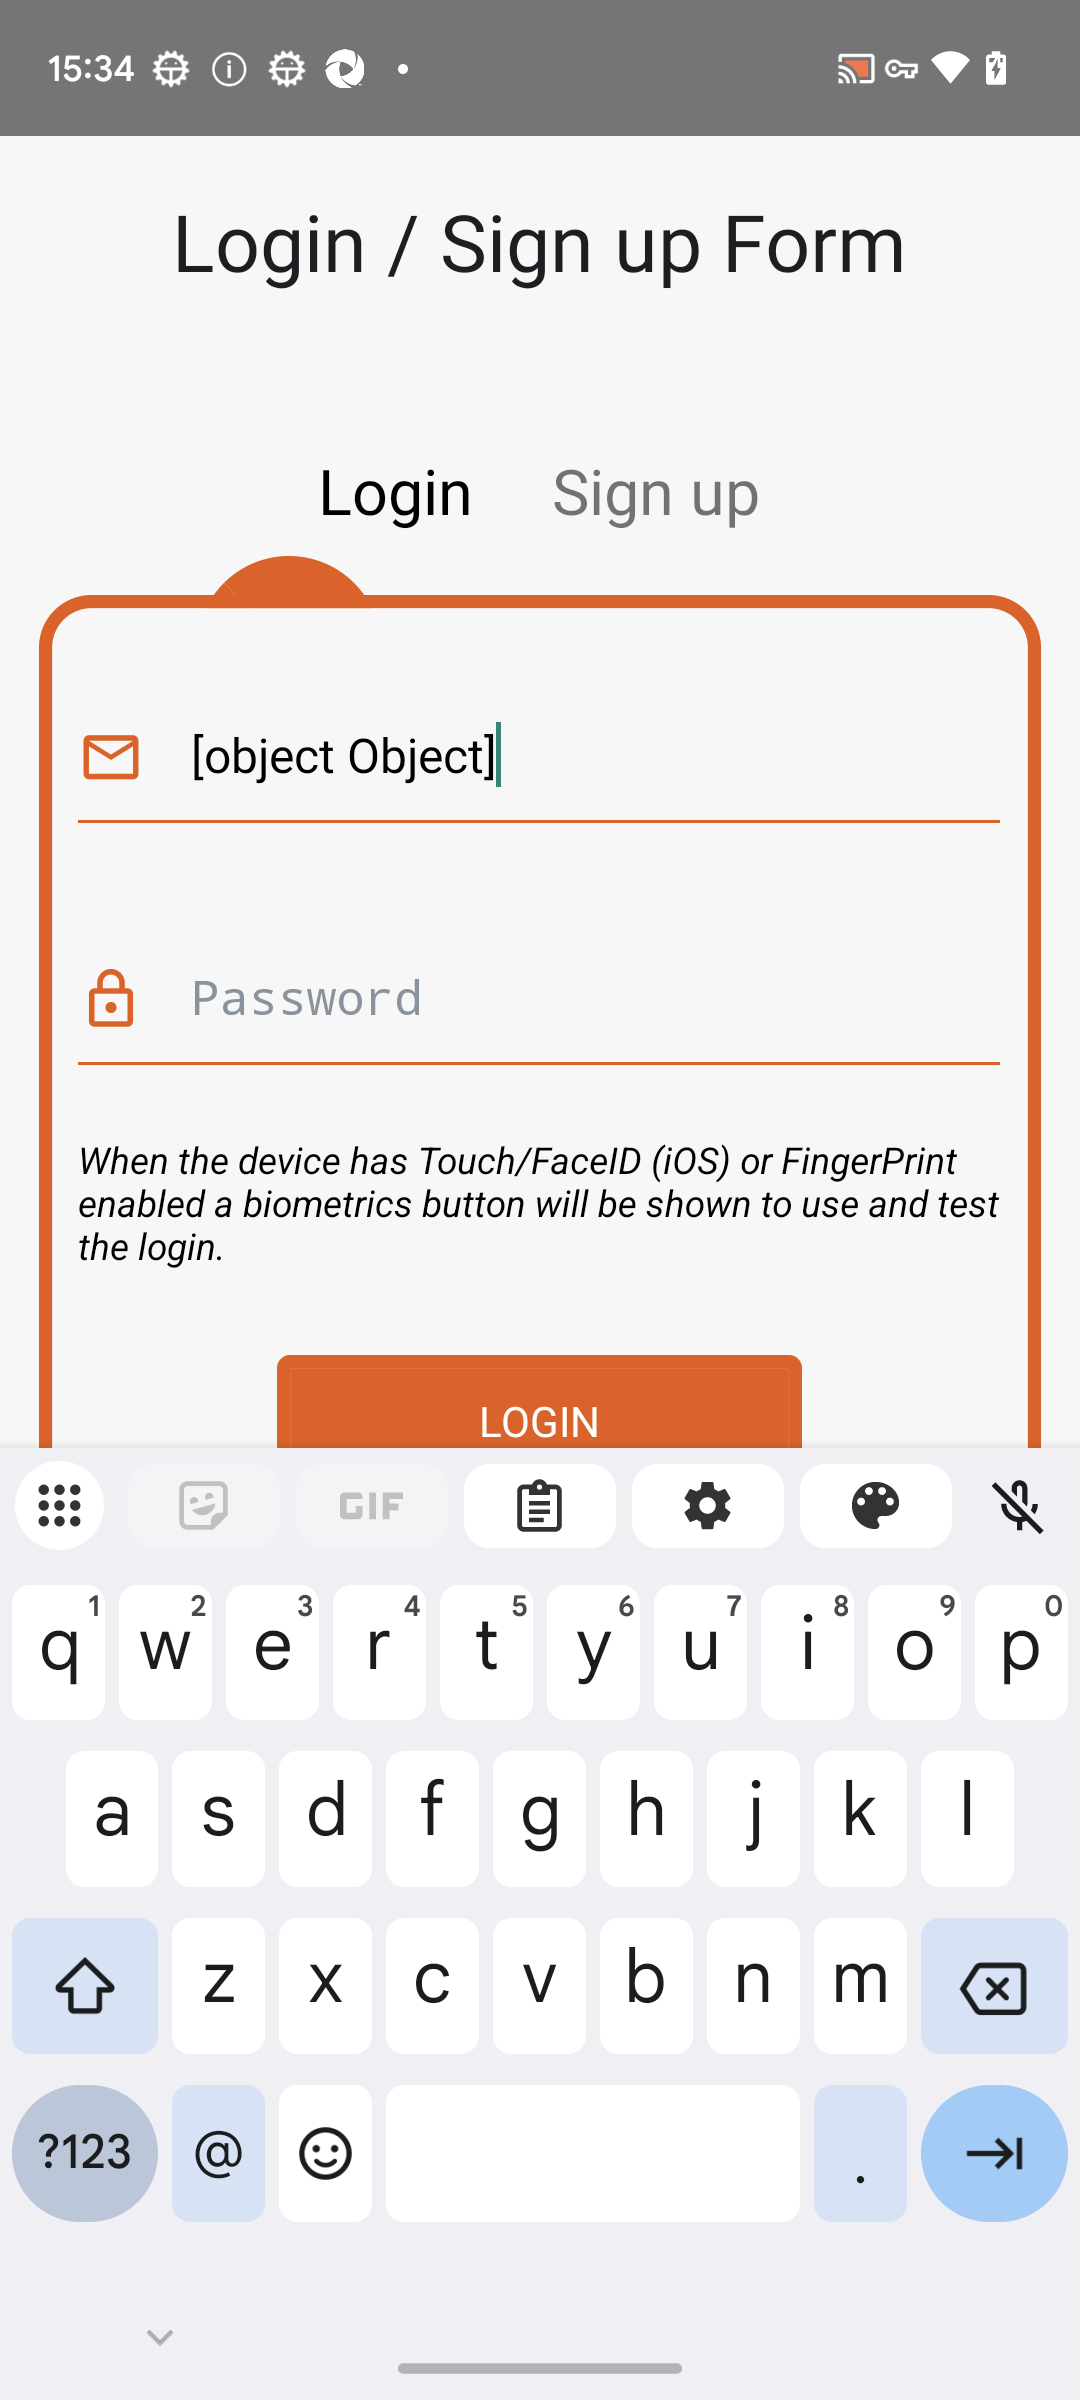 15:34
Login / Sign up Form
Login Sign up
[object Object]
Password
When the device has Touch/FaceID (iOS) or FingerPrint
enabled a biometrics button will be shown to use and test
the login.
LOGIN
GIF
1 2 3 4 5 6 7 8 9 0
q w e r t y u i o p
a s d f g h j k l
z x c v b n m
?123 @ .